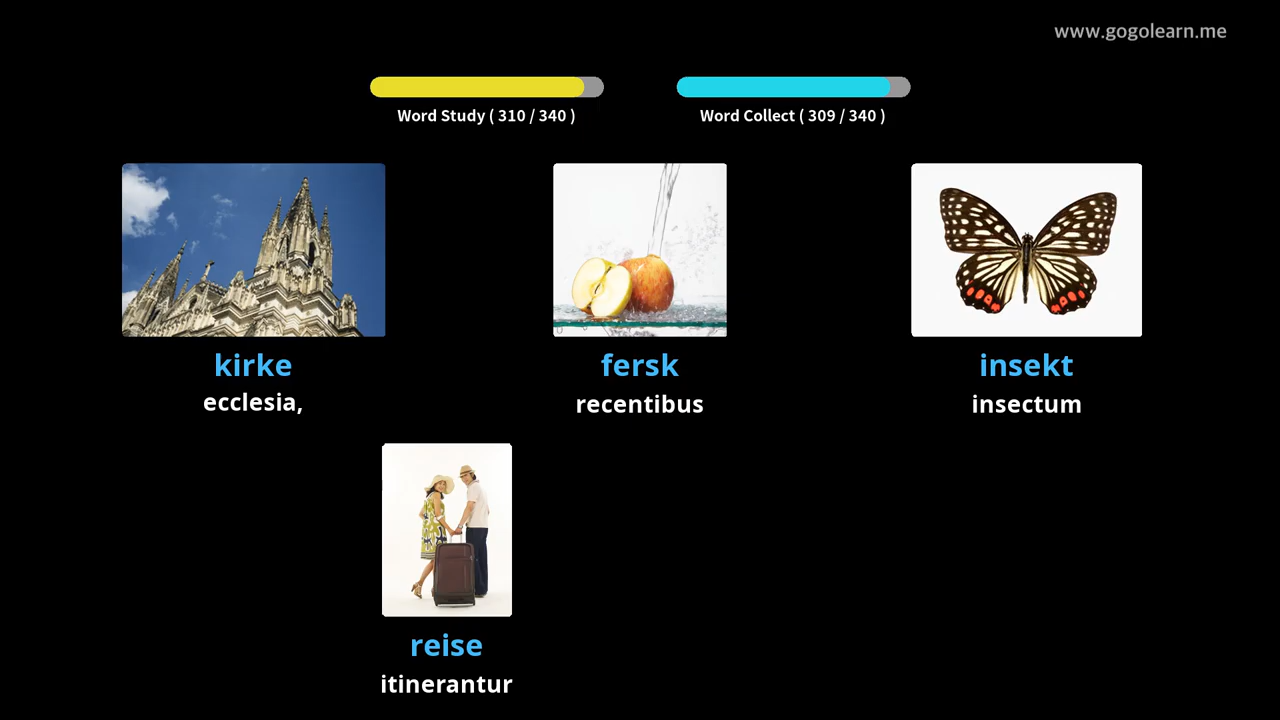 www.gogolearn.me
Word Study ( 310 / 340 )
Word Collect ( 309 / 340 )
kirke
ecclesia,
fersk
recentibus
insekt
insectum
reise
itinerantur